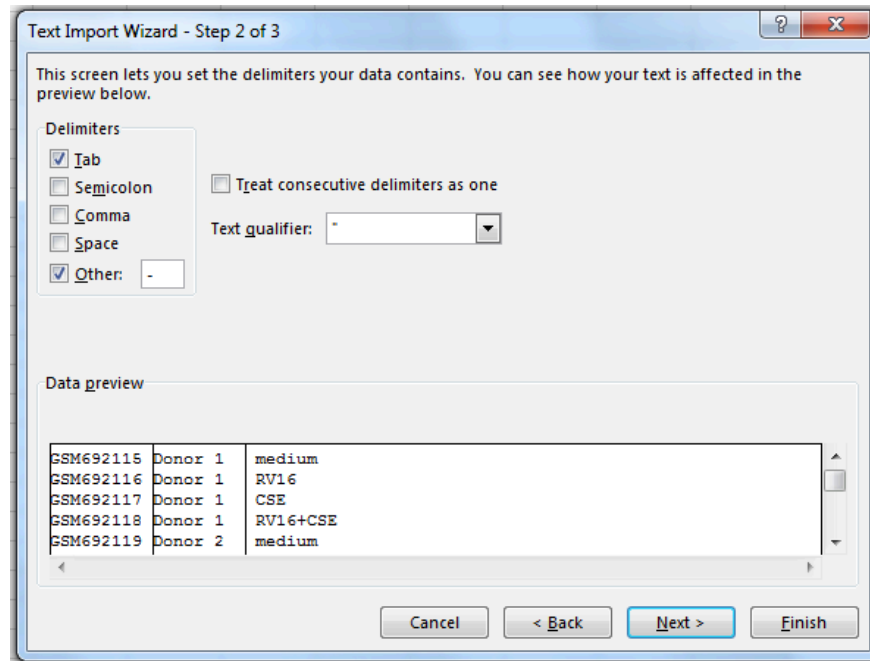 Text Import Wizard - Step 2 of 3
This screen lets you set the delimiters your data contains. You can see how your text is affected in the
preview below.
Delimiters
Tab
Semicolon
Comma
Space
Other: -
Treat consecutive delimiters as one
Text qualifier: "
Data preview
GSM692115 Donor 1 medium
GSM692116 Donor 1 RV16
GSM692117 Donor 1 CSE
GSM692118 Donor 1 RV16+CSE
GSM692119 Donor 2 medium
Cancel < Back Next > Finish